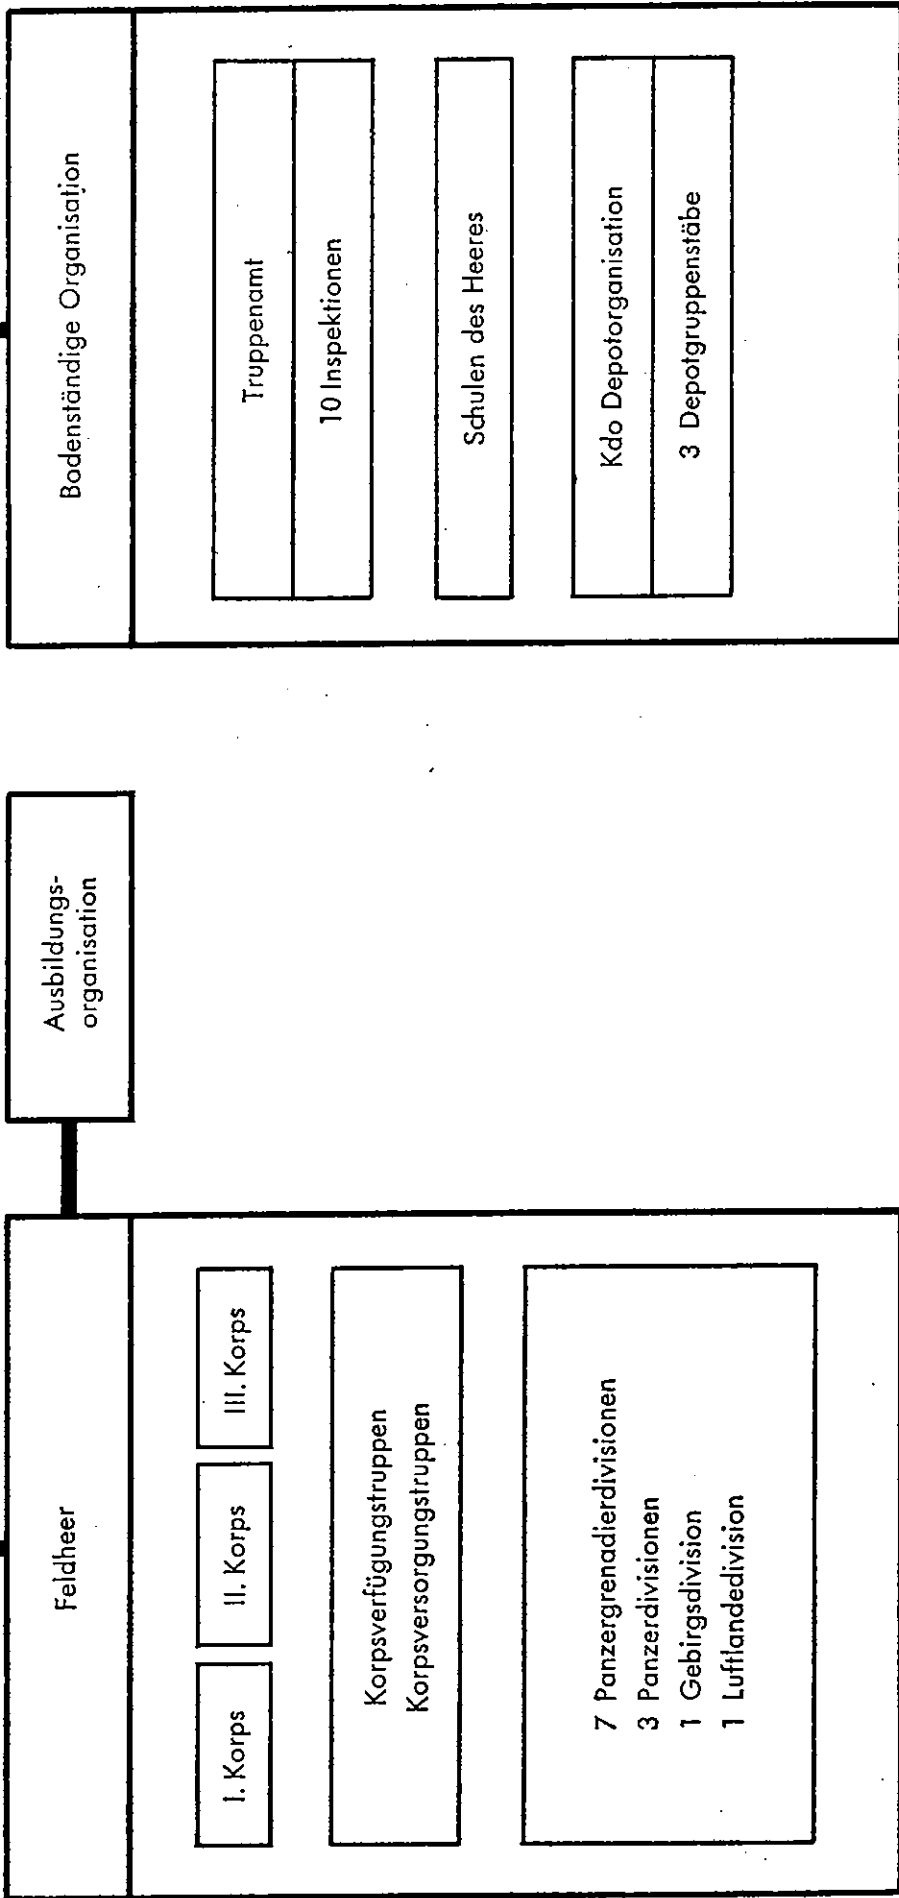 Feldheer
I. Korps
II. Korps
III. Korps
Korpsverfügungstruppen
Korpsversorgungstruppen
7 Panzergrenadierdivisionen
3 Panzerdivisionen
1 Gebirgsdivision
1 Luftlandedivision
Ausbildungs-
organisation
Bodenständige Organisation
Truppenamt
10 Inspektionen
Schulen des Heeres
Kdo Depotorganisation
3 Depotgruppenstäbe